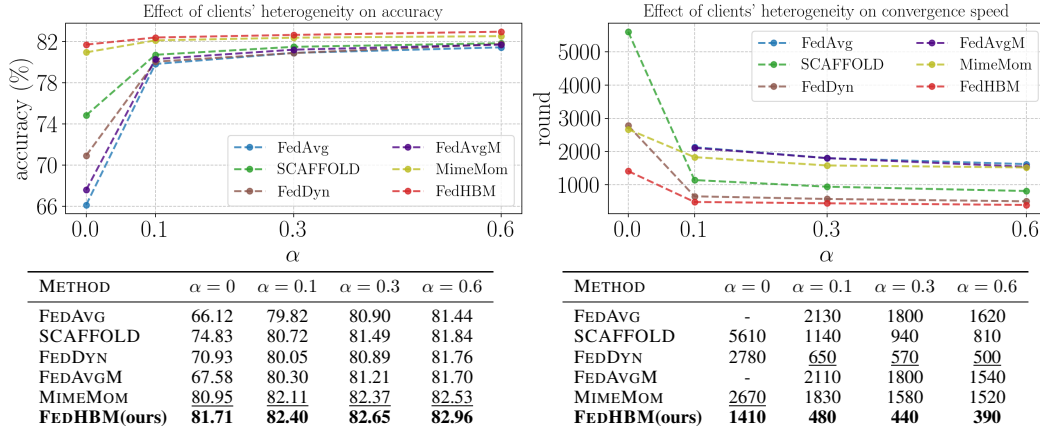 Effect of clients' heterogeneity on accuracy
accuracy (%)
82
78
74
70
66
FedAvg
SCAFFOLD
FedDyn
FedAvgM
MimeMom
FedHBM
0.0 0.1 0.3 0.6
α
METHOD α = 0 α = 0.1 α = 0.3 α = 0.6
FEDAVG 66.12 79.82 80.90 81.44
SCAFFOLD 74.83 80.72 81.49 81.84
FEDDYN 70.93 80.05 80.89 81.76
FEDAVGM 67.58 80.30 81.21 81.70
MIMEMOM 80.95 82.11 82.37 82.53
FEDHBM(ours) 81.71 82.40 82.65 82.96
Effect of clients' heterogeneity on convergence speed
round
5000
4000
3000
2000
1000
FedAvg
SCAFFOLD
FedDyn
FedAvgM
MimeMom
FedHBM
0.0 0.1 0.3 0.6
α
METHOD α = 0 α = 0.1 α = 0.3 α = 0.6
FEDAVG - 2130 1800 1620
SCAFFOLD 5610 1140 940 810
FEDDYN 2780 650 570 500
FEDAVGM - 2110 1800 1540
MIMEMOM 2670 1830 1580 1520
FEDHBM(ours) 1410 480 440 390